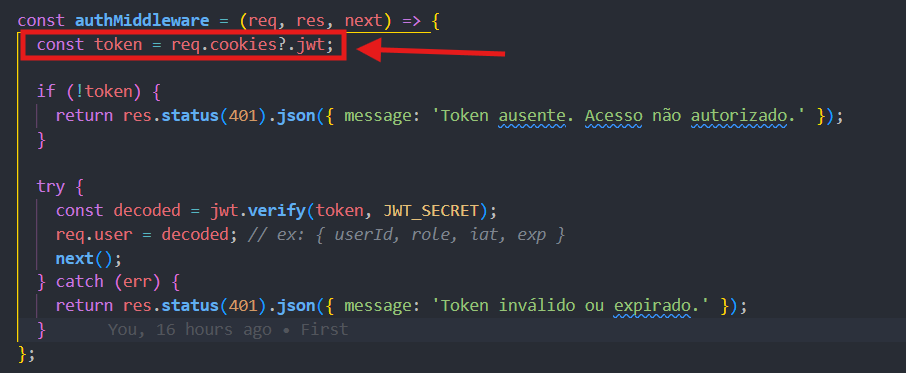 const authMiddleware = (req, res, next) => {
const token = req.cookies?.jwt;
if (!token) {
return res.status(401).json({ message: 'Token ausente. Acesso não autorizado.' });
}
try {
const decoded = jwt.verify(token, JWT_SECRET);
req.user = decoded; // ex: { userId, role, iat, exp }
next();
} catch (err) {
return res.status(401).json({ message: 'Token inválido ou expirado.' });
} You, 16 hours ago • First
};